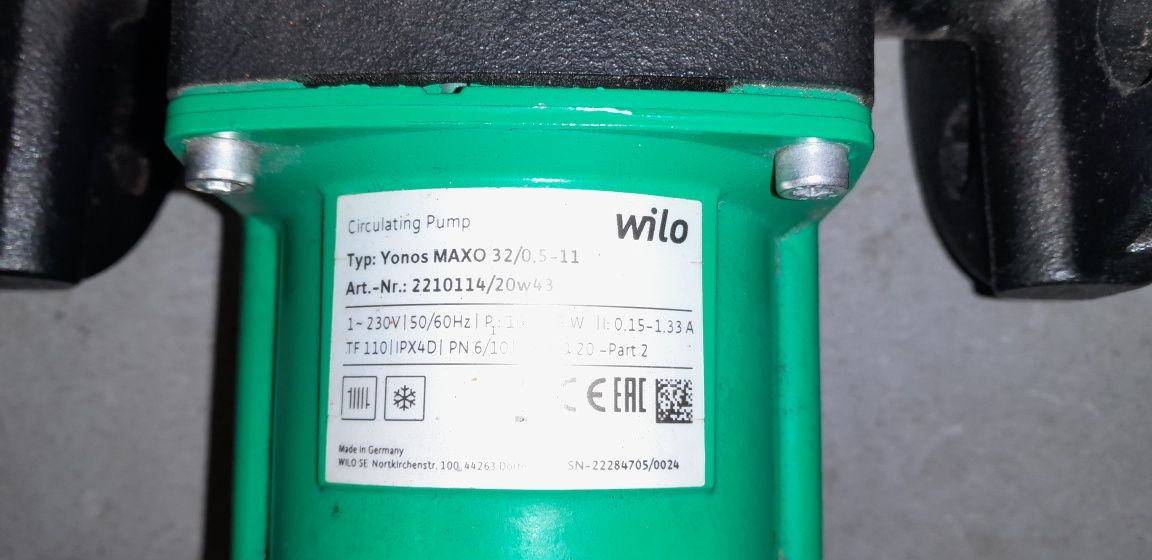 Circulating Pump
wilo
Typ: Yonos MAXO 32/0.5-11
Art.-Nr.: 2210114/20w43
1~230V|50/60Hz| P1: W |I: 0.15-1.33 A
TF 110|IPX4D| PN 6/10| -Part 2
CE EAC
Made in Germany
WILO SE Nortkirchenstr. 100, 44263
SN-22284705/0024